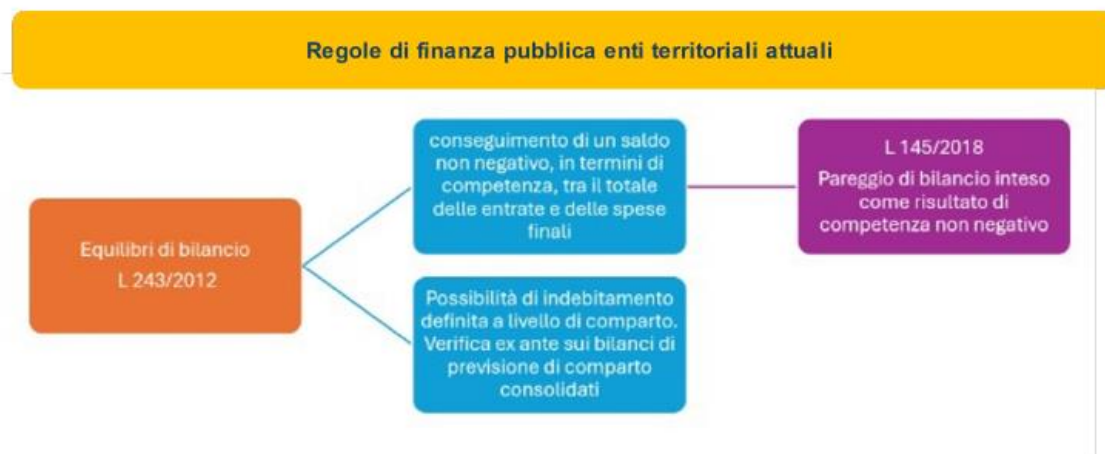 Regole di finanza pubblica enti territoriali attuali
Equilibri di bilancio
L 243/2012
conseguimento di un saldo
non negativo, in termini di
competenza, tra il totale
delle entrate e delle spese
finali
L 145/2018
Pareggio di bilancio inteso
come risultato di
competenza non negativo
Possibilità di indebitamento
definita a livello di comparto.
Verifica ex ante sui bilanci di
previsione di comparto
consolidati